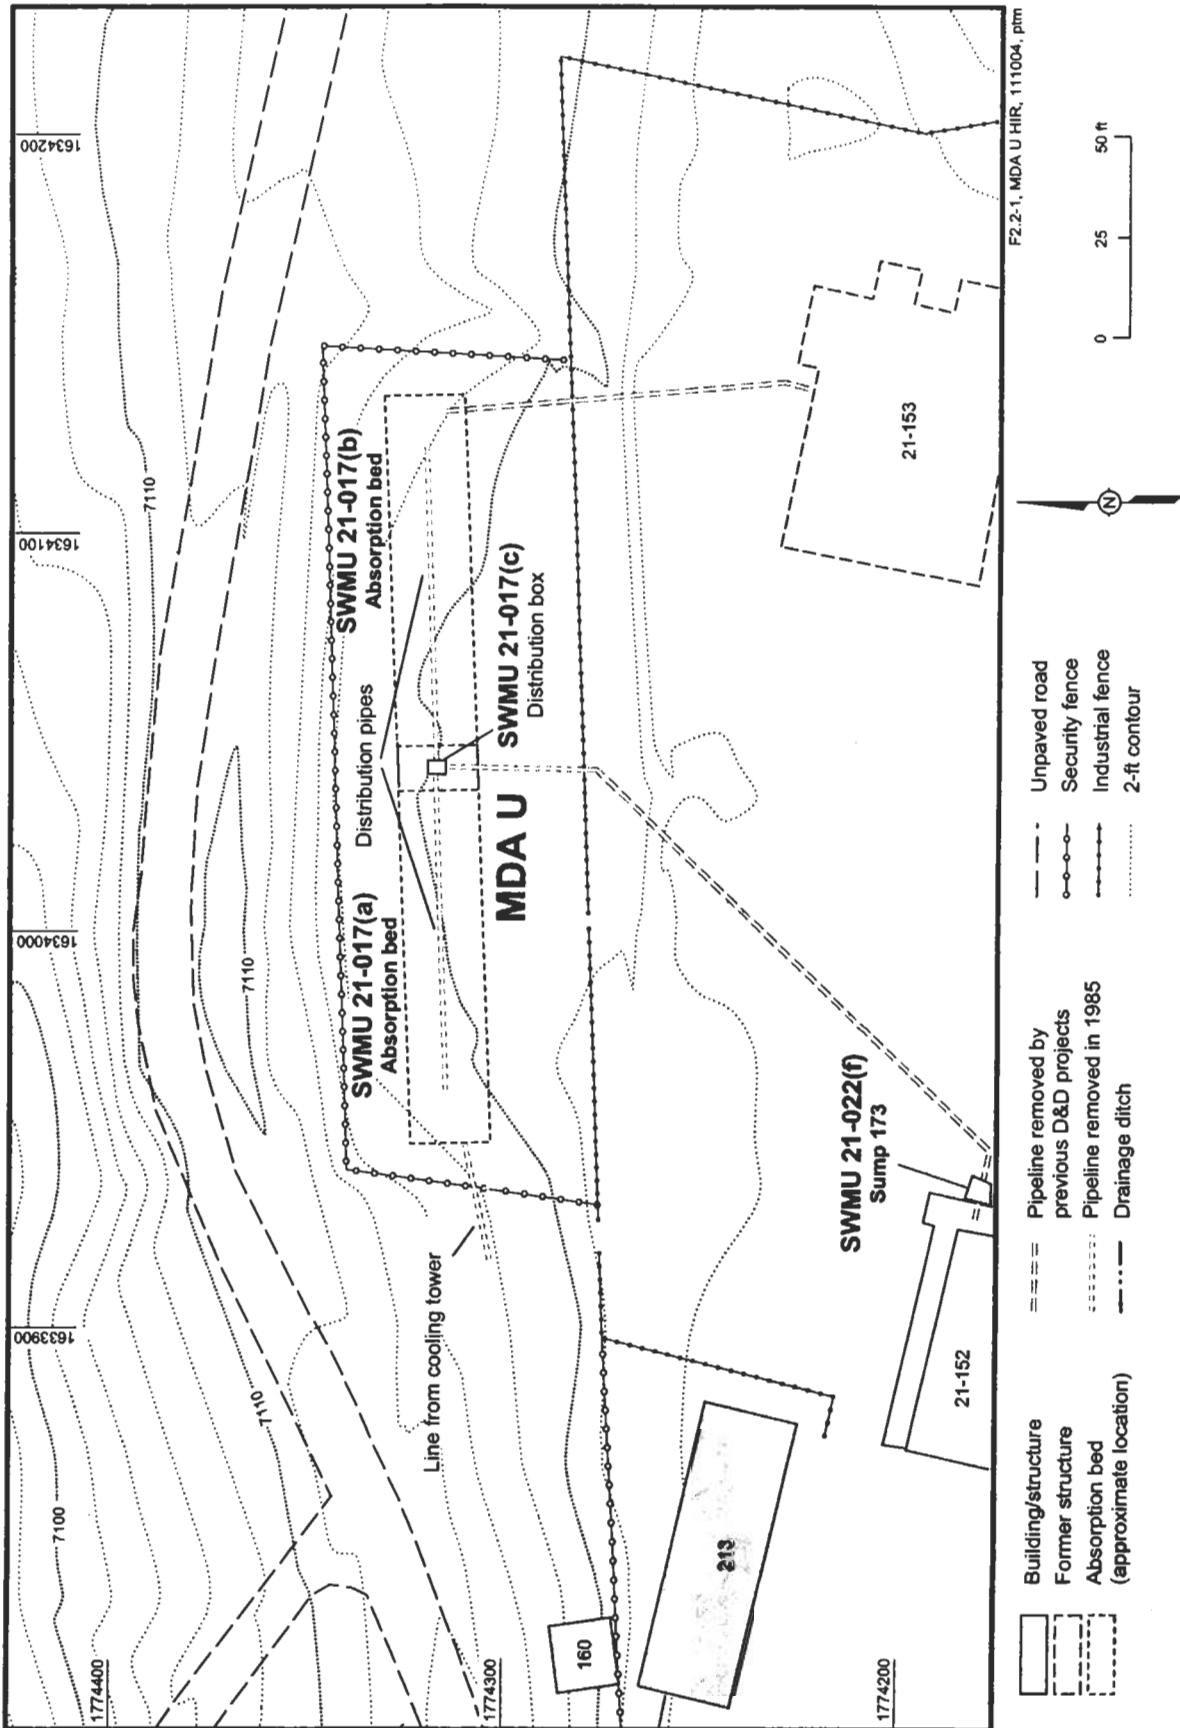 1633900
1634000
1634100
1634200
1774400
1774300
1774200
7100
7110
7110
7110
Line from cooling tower
SWMU 21-017(a)
Absorption bed
Distribution pipes
SWMU 21-017(b)
Absorption bed
MDA U
SWMU 21-017(c)
Distribution box
160
213
21-152
SWMU 21-022(f)
Sump 173
21-153
F2.2-1, MDA U HIR, 111004, ptm
Building/structure
Former structure
Absorption bed
(approximate location)
Pipeline removed by
previous D&D projects
Pipeline removed in 1985
Drainage ditch
Unpaved road
Security fence
Industrial fence
2-ft contour
N
0 25 50 ft